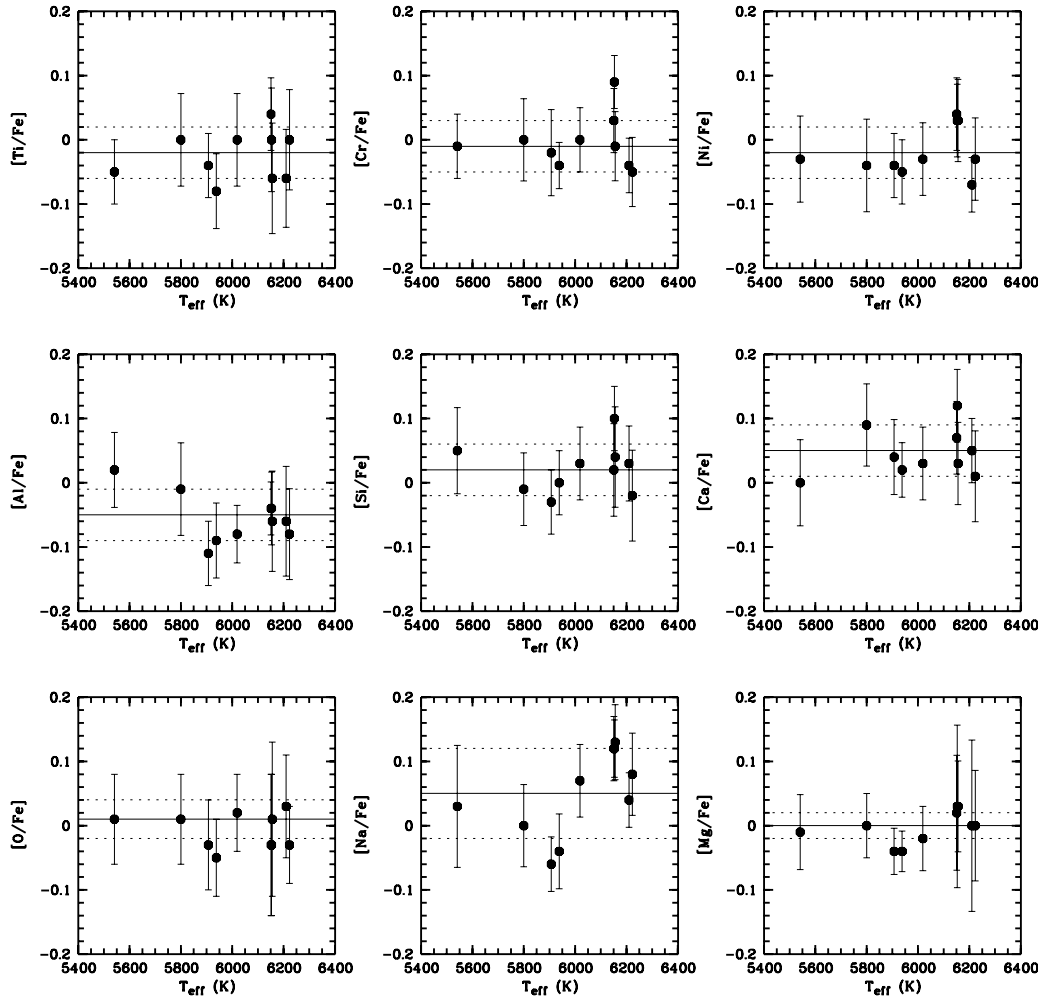 0.2 0.2 0.2
0.1 0.1 0.1
[Ti/Fe] 0 [Cr/Fe] 0 [Ni/Fe] 0
−0.1 −0.1 −0.1
−0.2 −0.2 −0.2
5400 5600 5800 6000 6200 6400 5400 5600 5800 6000 6200 6400 5400 5600 5800 6000 6200 6400
Teff (K) Teff (K) Teff (K)
0.2 0.2 0.2
0.1 0.1 0.1
[Al/Fe] 0 [Si/Fe] 0 [Ca/Fe] 0
−0.1 −0.1 −0.1
−0.2 −0.2 −0.2
5400 5600 5800 6000 6200 6400 5400 5600 5800 6000 6200 6400 5400 5600 5800 6000 6200 6400
Teff (K) Teff (K) Teff (K)
0.2 0.2 0.2
0.1 0.1 0.1
[O/Fe] 0 [Na/Fe] 0 [Mg/Fe] 0
−0.1 −0.1 −0.1
−0.2 −0.2 −0.2
5400 5600 5800 6000 6200 6400 5400 5600 5800 6000 6200 6400 5400 5600 5800 6000 6200 6400
Teff (K) Teff (K) Teff (K)